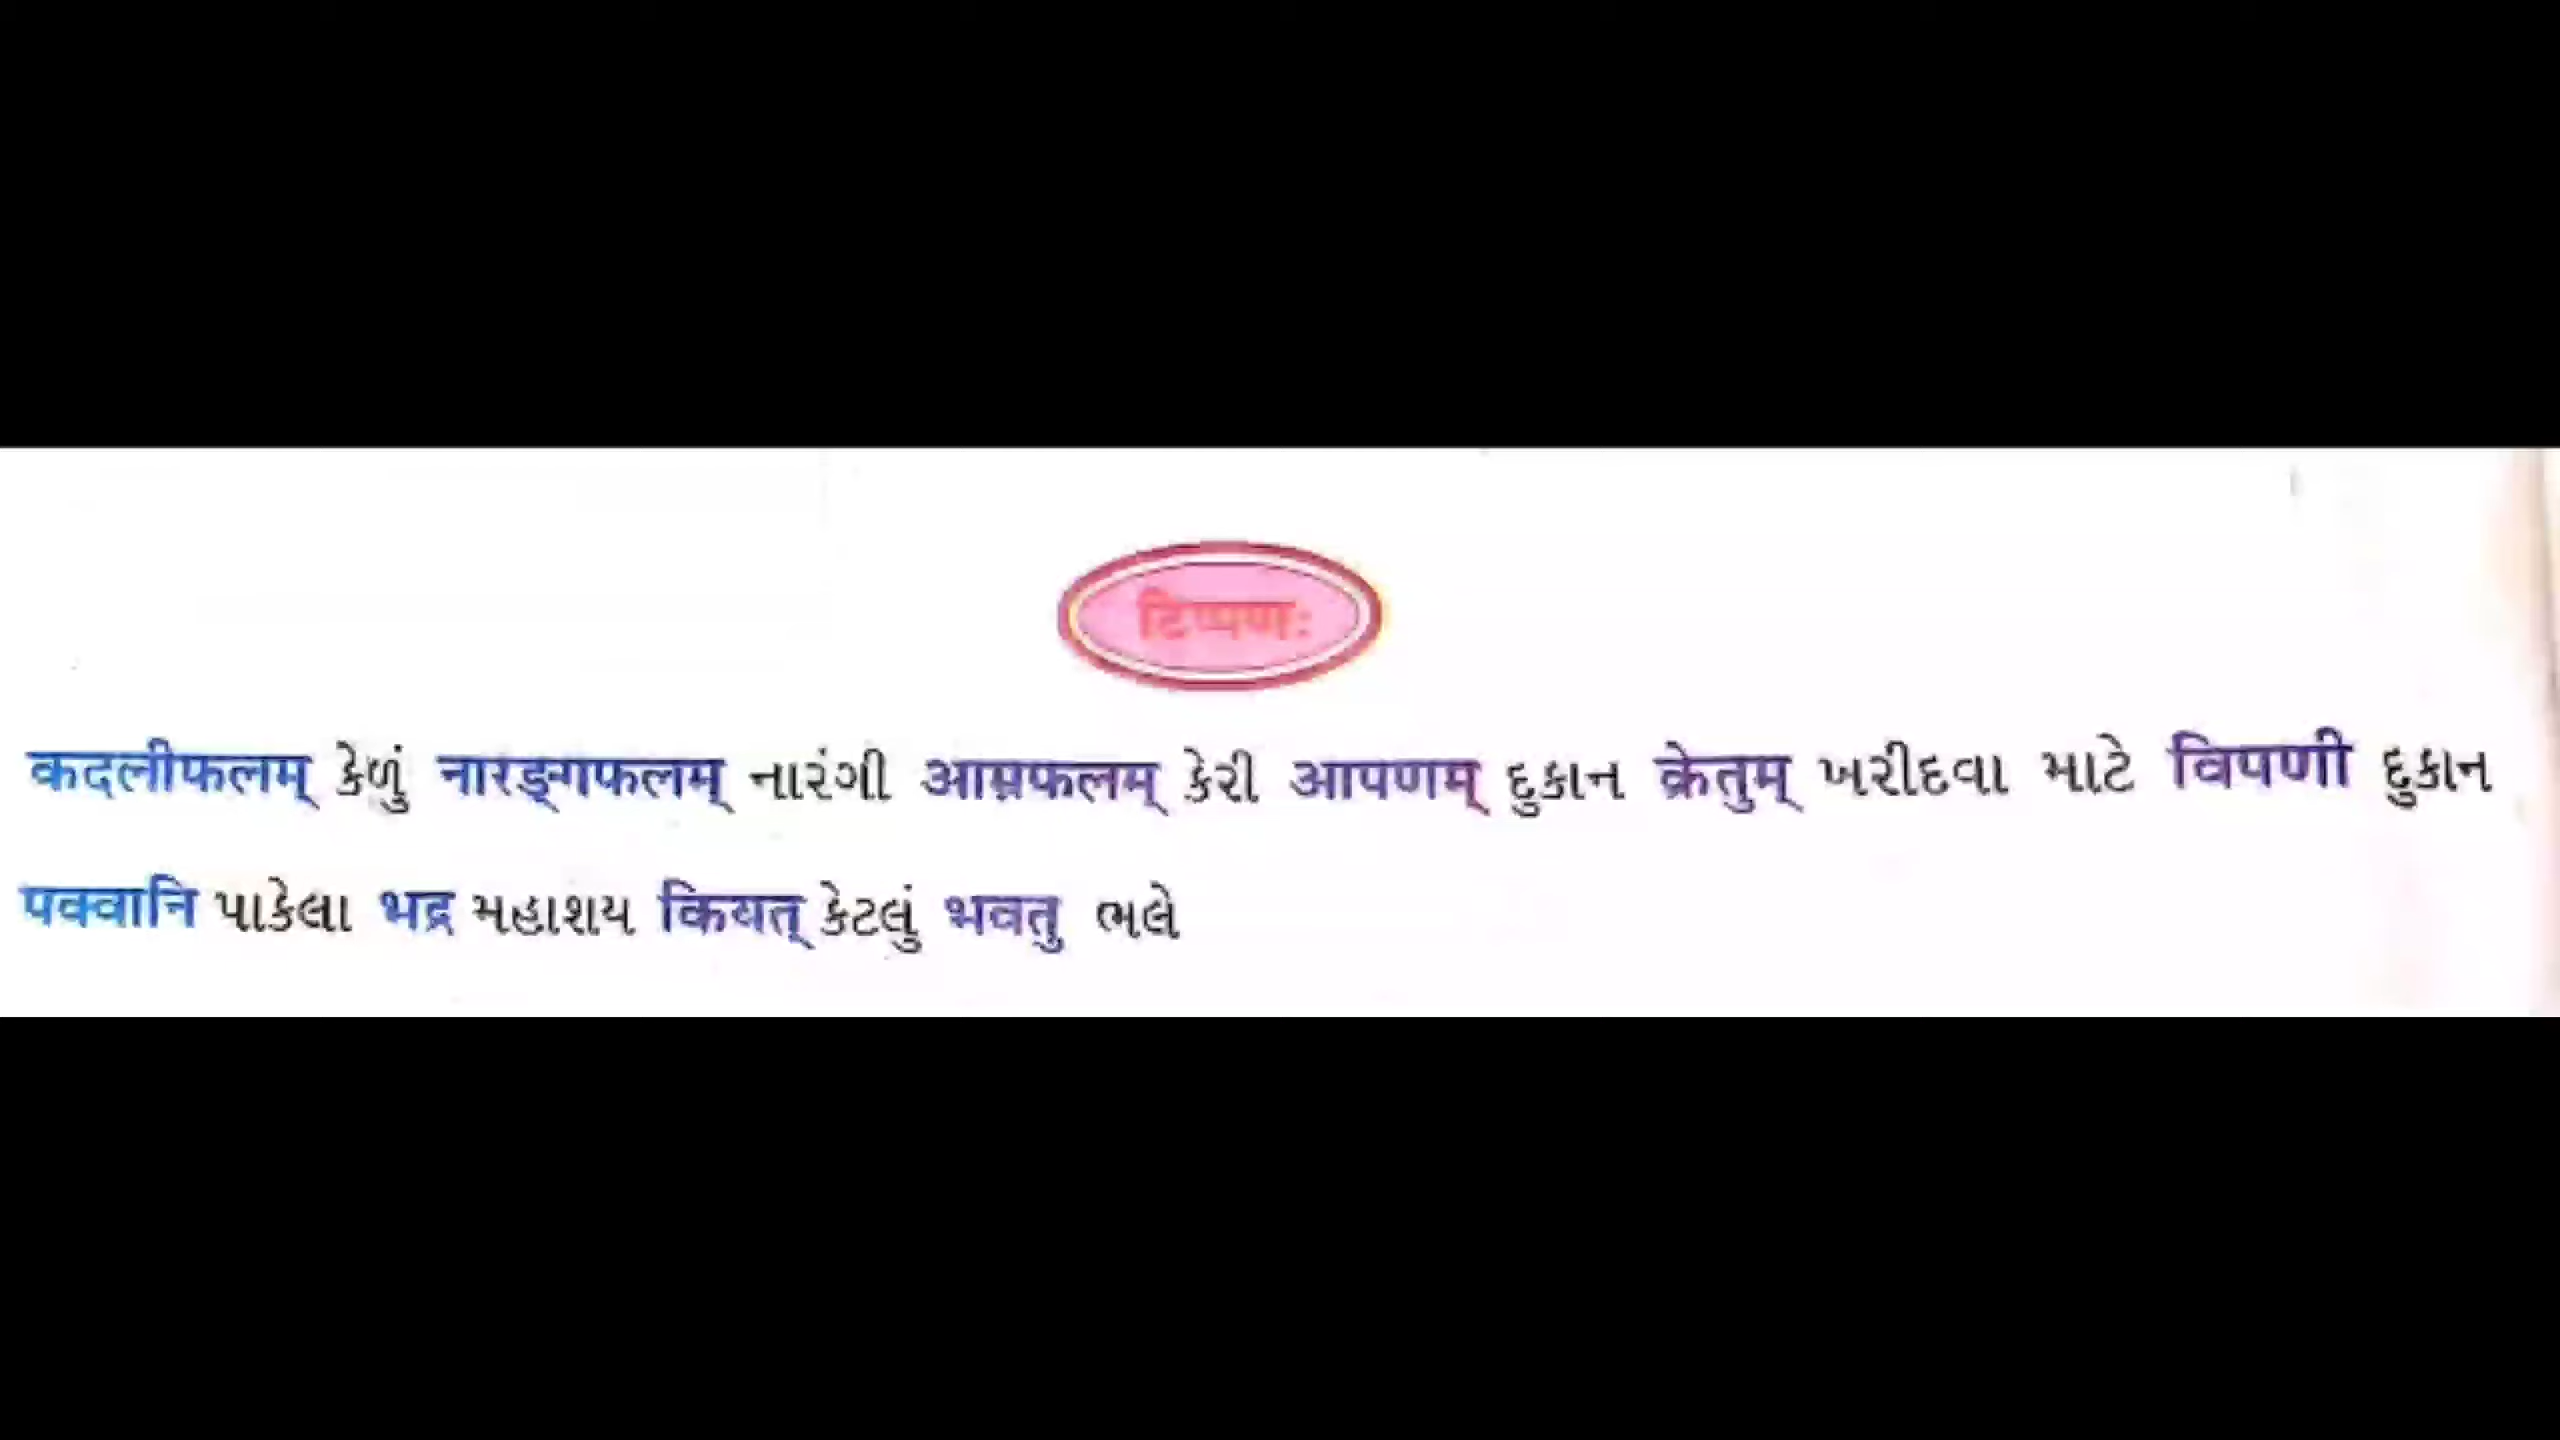 टिप्पणः
कदलीफलम् કેળું नारङ्गफलम् નારંગી आम्रफलम् કેરી आपणम् દુકાન क्रेतुम् ખરીદવા માટે विपणी દુકાન
पक्वानि પાકેલા भद्र મહાશય कियत् કેટલું भवतु ભલે